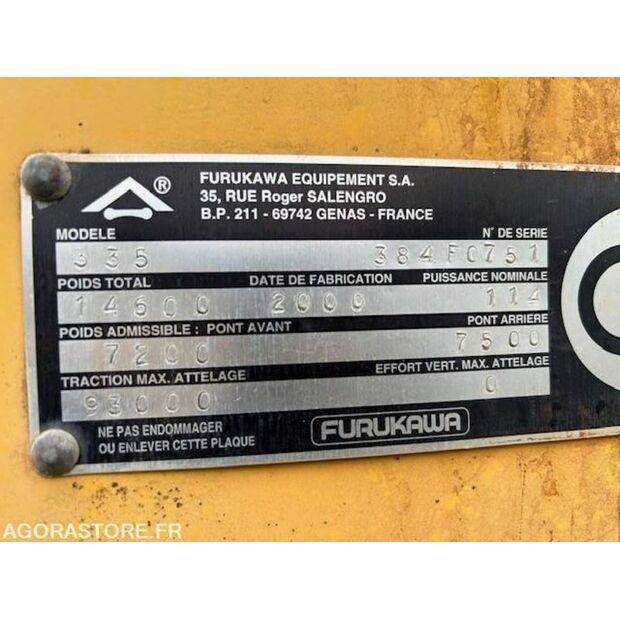 ®
FURUKAWA EQUIPEMENT S.A.
35, RUE Roger SALENGRO
B.P. 211 - 69742 GENAS - FRANCE
MODELE N° DE SERIE
335 384F0751
POIDS TOTAL DATE DE FABRICATION PUISSANCE NOMINALE
14600 2000 114
POIDS ADMISSIBLE : PONT AVANT PONT ARRIERE
7200 7500
TRACTION MAX. ATTELAGE EFFORT VERT. MAX. ATTELAGE
93000 0
NE PAS ENDOMMAGER
OU ENLEVER CETTE PLAQUE
FURUKAWA
AGORASTORE.FR